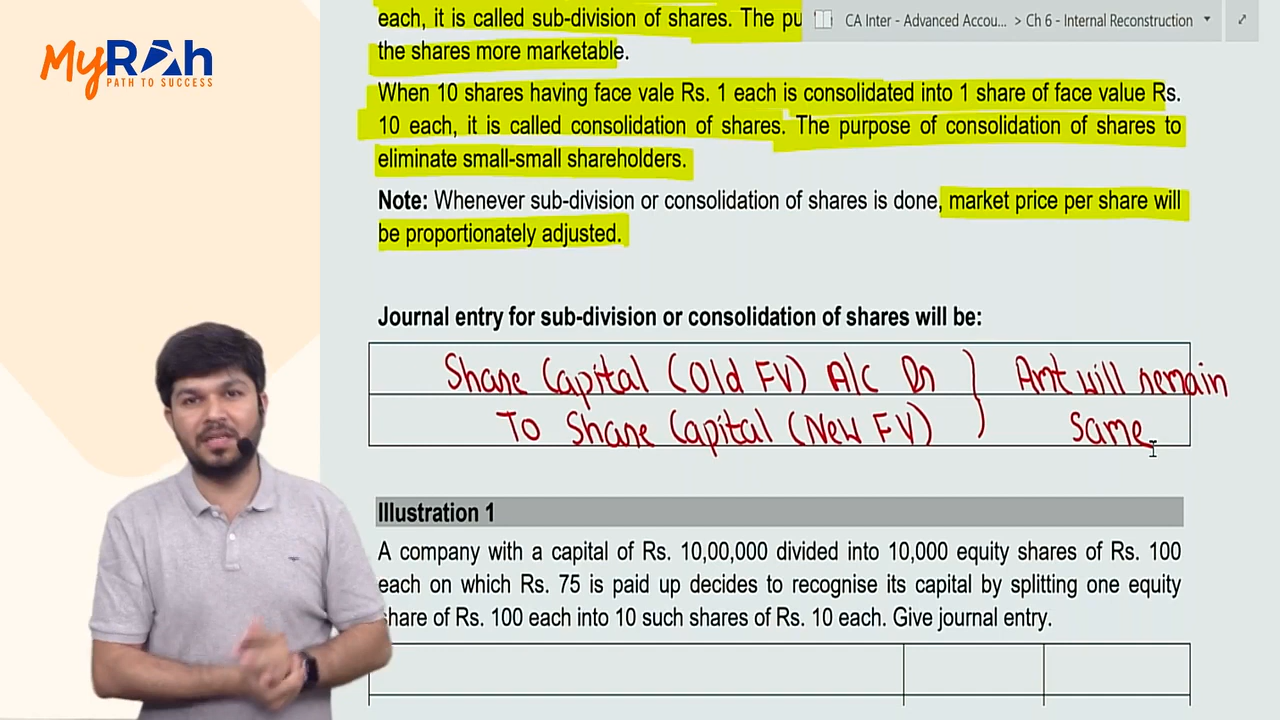 MyRAh
PATH TO SUCCESS
CA Inter - Advanced Accou... > Ch 6 - Internal Reconstruction
each, it is called sub-division of shares. The pu
the shares more marketable.
When 10 shares having face vale Rs. 1 each is consolidated into 1 share of face value Rs.
10 each, it is called consolidation of shares. The purpose of consolidation of shares to
eliminate small-small shareholders.
Note: Whenever sub-division or consolidation of shares is done, market price per share will
be proportionately adjusted.
Journal entry for sub-division or consolidation of shares will be:
Share Capital (Old FV) A/c Dr } Amt will remain
To Share Capital (New FV) Same
Illustration 1
A company with a capital of Rs. 10,00,000 divided into 10,000 equity shares of Rs. 100
each on which Rs. 75 is paid up decides to recognise its capital by splitting one equity
share of Rs. 100 each into 10 such shares of Rs. 10 each. Give journal entry.